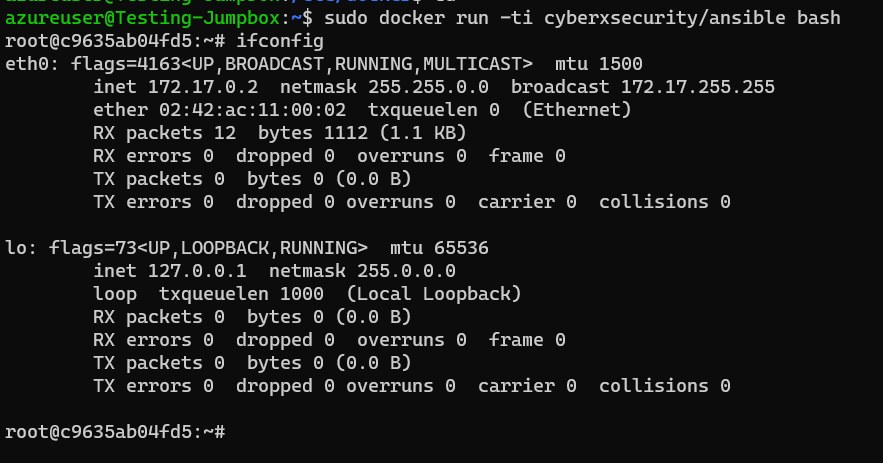 azureuser@Testing-Jumpbox:~$ sudo docker run -ti cyberxsecurity/ansible bash
root@c9635ab04fd5:~# ifconfig
eth0: flags=4163<UP,BROADCAST,RUNNING,MULTICAST>  mtu 1500
        inet 172.17.0.2  netmask 255.255.0.0  broadcast 172.17.255.255
        ether 02:42:ac:11:00:02  txqueuelen 0  (Ethernet)
        RX packets 12  bytes 1112 (1.1 KB)
        RX errors 0  dropped 0  overruns 0  frame 0
        TX packets 0  bytes 0 (0.0 B)
        TX errors 0  dropped 0 overruns 0  carrier 0  collisions 0

lo: flags=73<UP,LOOPBACK,RUNNING>  mtu 65536
        inet 127.0.0.1  netmask 255.0.0.0
        loop  txqueuelen 1000  (Local Loopback)
        RX packets 0  bytes 0 (0.0 B)
        RX errors 0  dropped 0  overruns 0  frame 0
        TX packets 0  bytes 0 (0.0 B)
        TX errors 0  dropped 0 overruns 0  carrier 0  collisions 0

root@c9635ab04fd5:~#